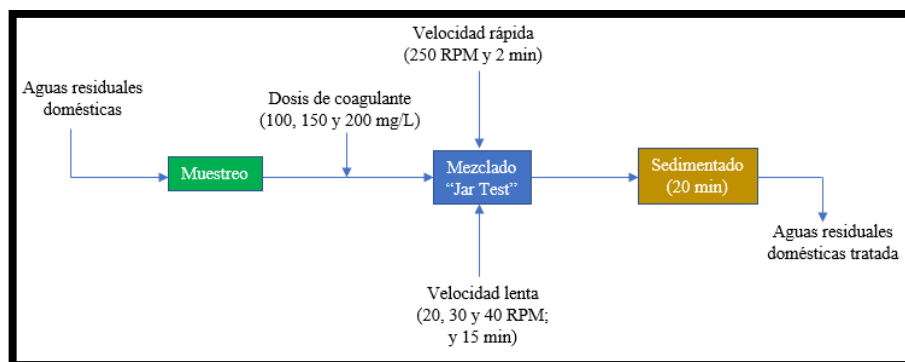 Velocidad rápida
(250 RPM y 2 min)
Aguas residuales
domésticas
Dosis de coagulante
(100, 150 y 200 mg/L)
Muestreo
Mezclado
“Jar Test”
Sedimentado
(20 min)
Aguas residuales
domésticas tratada
Velocidad lenta
(20, 30 y 40 RPM;
y 15 min)